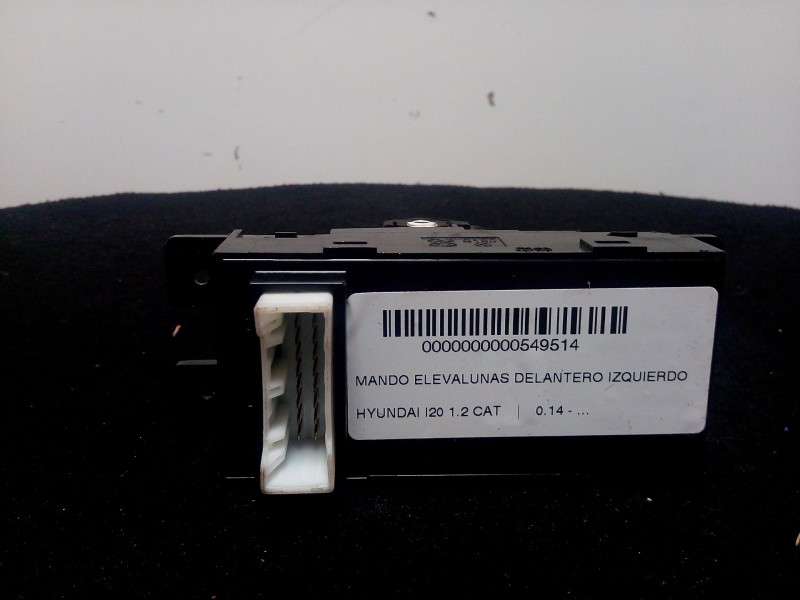 0000000000549514
MANDO ELEVALUNAS DELANTERO IZQUIERDO
HYUNDAI I20 1.2 CAT | 0.14 - ...